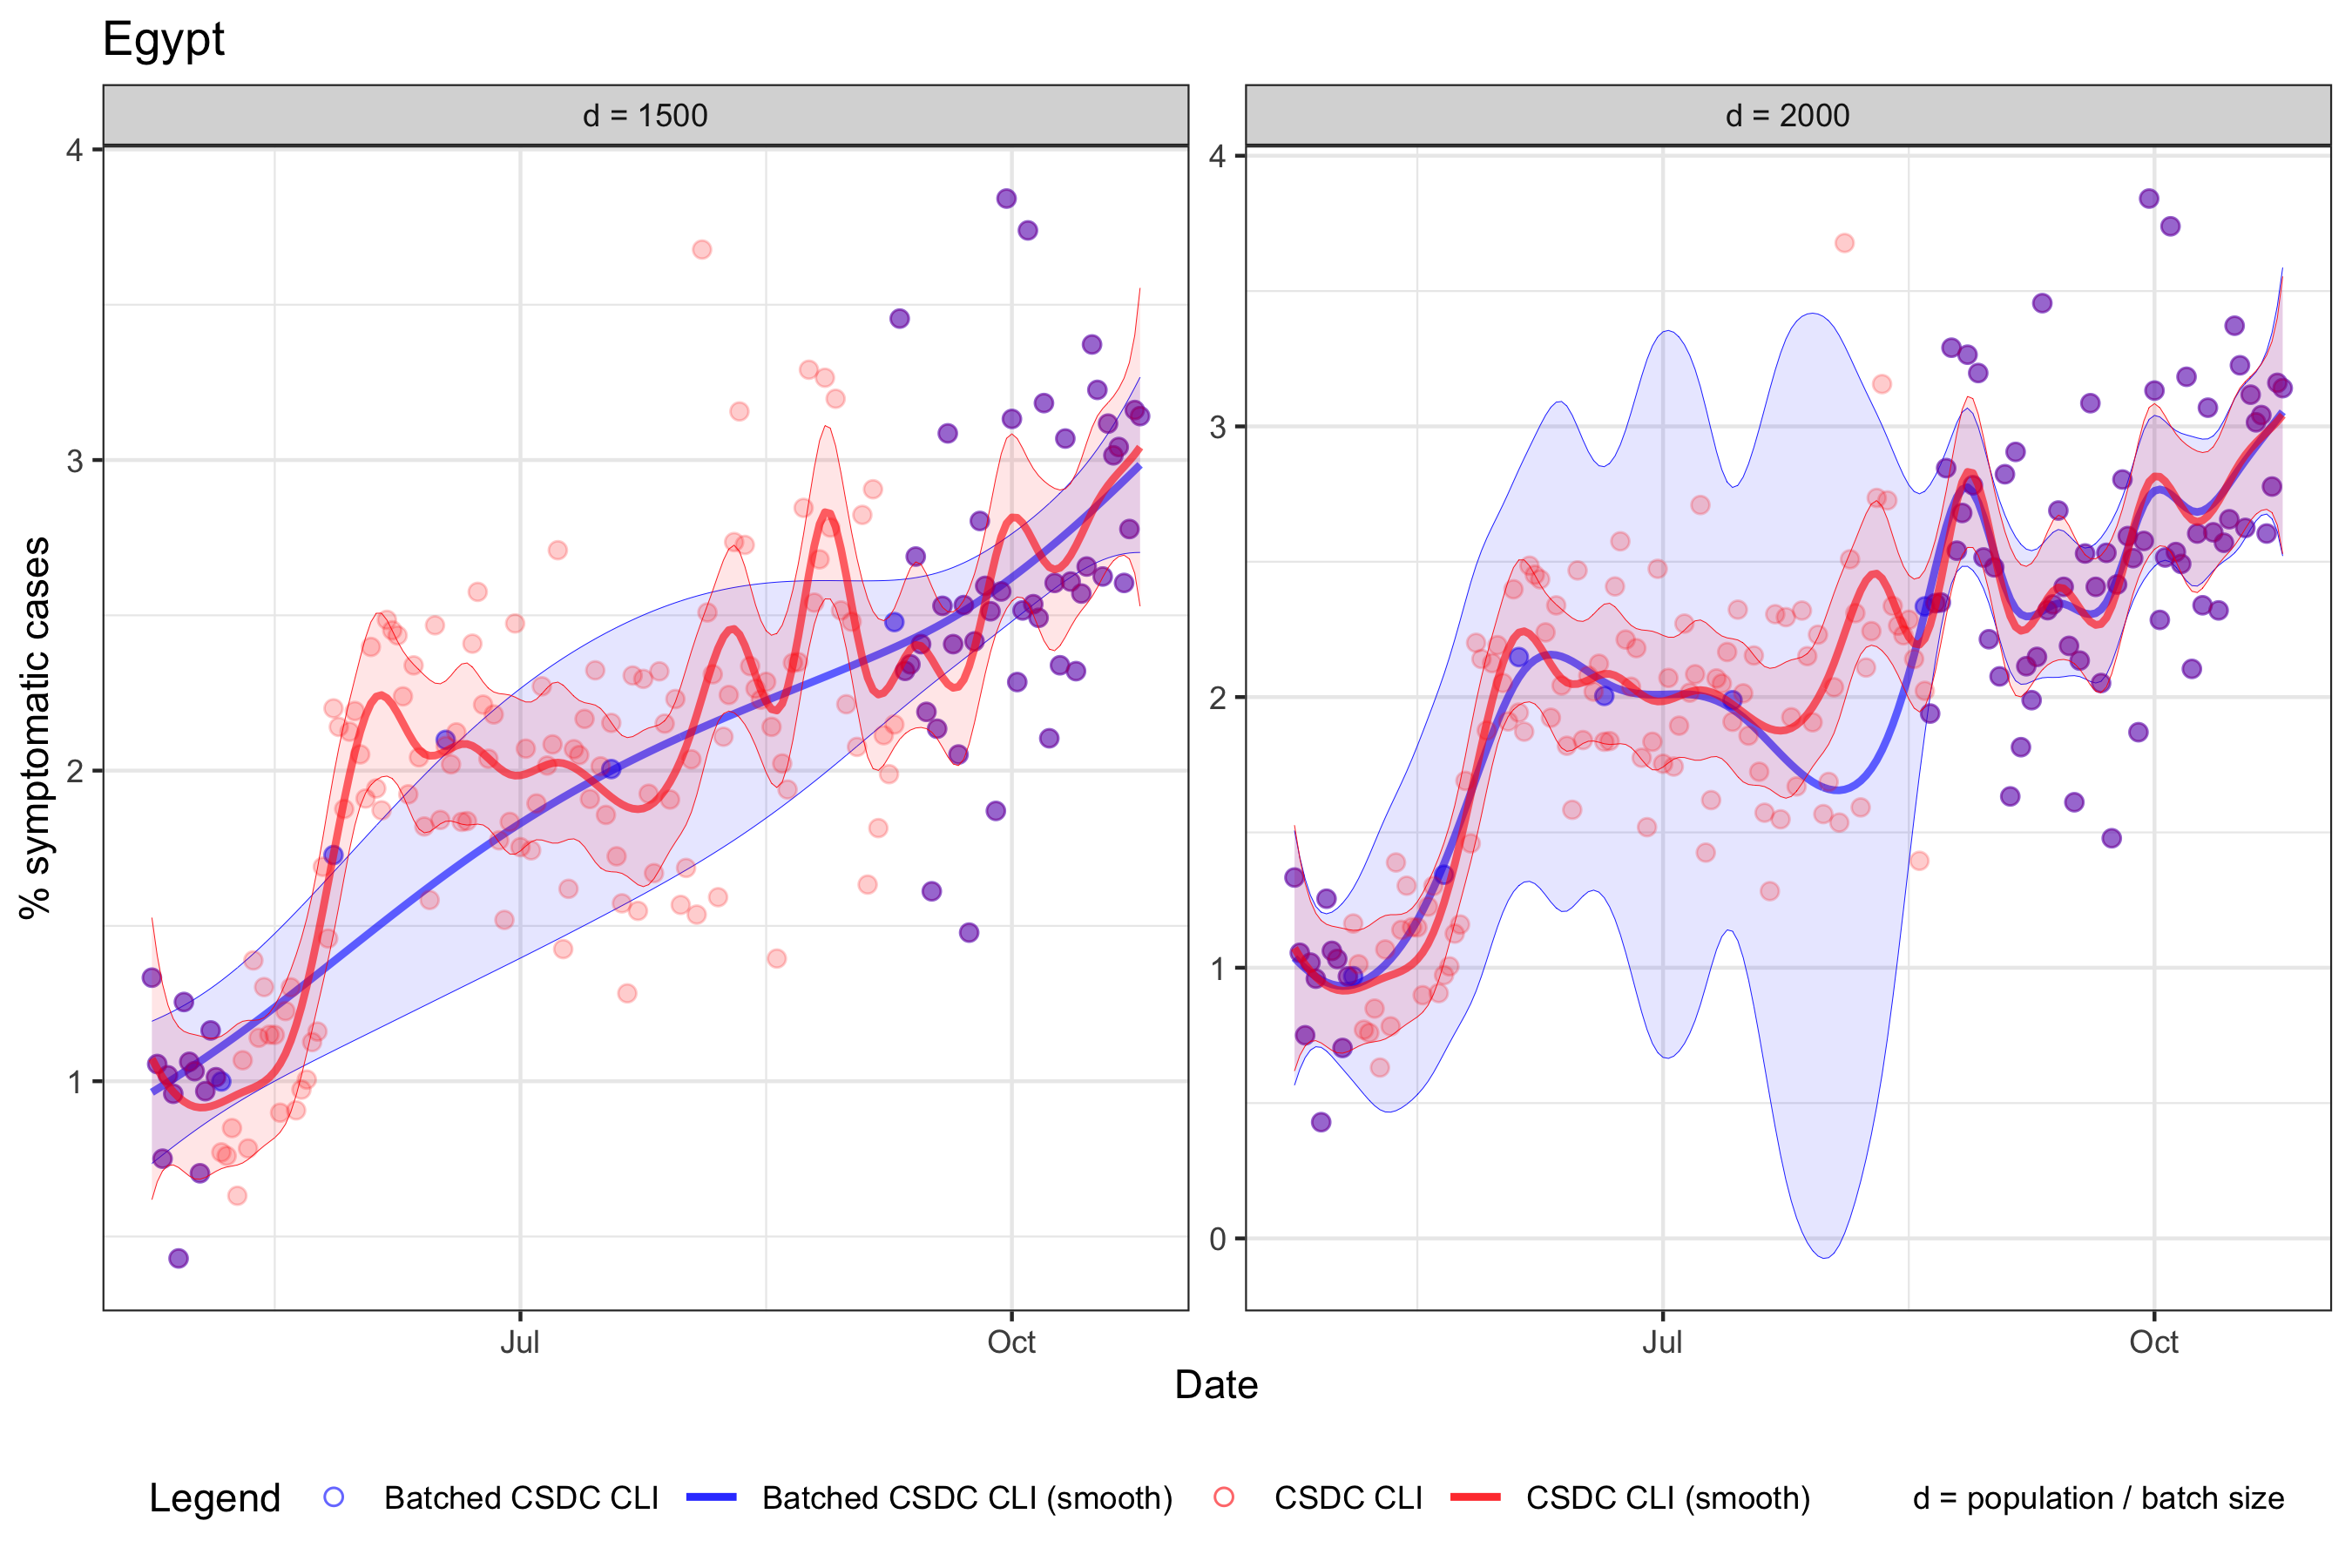 Egypt
d = 1500
d = 2000
% symptomatic cases
4
3
2
1
4
3
2
1
0
Jul
Oct
Jul
Oct
Date
Legend
Batched CSDC CLI
Batched CSDC CLI (smooth)
CSDC CLI
CSDC CLI (smooth)
d = population / batch size